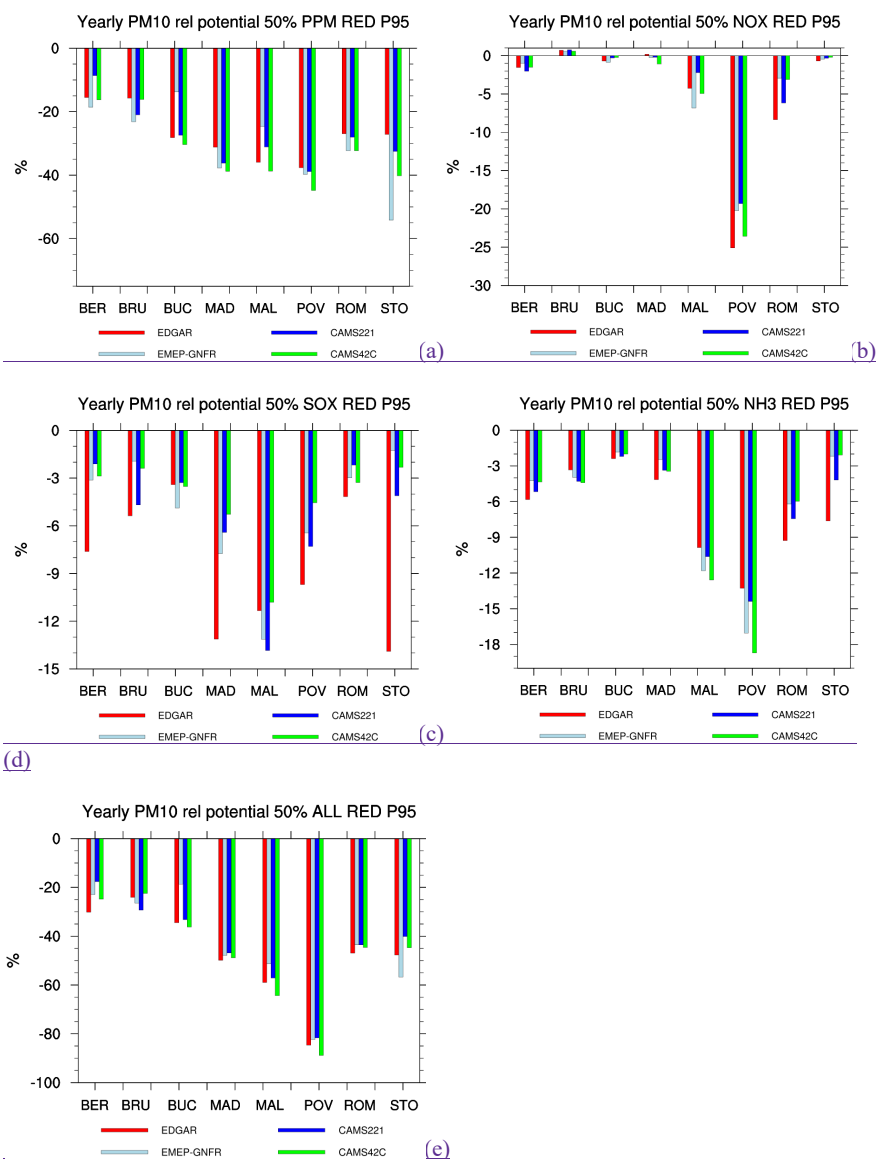 Yearly PM10 rel potential 50% PPM RED P95
0
-20
-40
-60
%
BER BRU BUC MAD MAL POV ROM STO
EDGAR CAMS221
EMEP-GNFR CAMS42C
(a)
Yearly PM10 rel potential 50% NOX RED P95
0
-5
-10
-15
-20
-25
-30
%
BER BRU BUC MAD MAL POV ROM STO
EDGAR CAMS221
EMEP-GNFR CAMS42C
(b)
Yearly PM10 rel potential 50% SOX RED P95
0
-3
-6
-9
-12
-15
%
BER BRU BUC MAD MAL POV ROM STO
EDGAR CAMS221
EMEP-GNFR CAMS42C
(c)
Yearly PM10 rel potential 50% NH3 RED P95
0
-3
-6
-9
-12
-15
-18
%
BER BRU BUC MAD MAL POV ROM STO
EDGAR CAMS221
EMEP-GNFR CAMS42C
(d)
Yearly PM10 rel potential 50% ALL RED P95
0
-20
-40
-60
-80
-100
%
BER BRU BUC MAD MAL POV ROM STO
EDGAR CAMS221
EMEP-GNFR CAMS42C
(e)